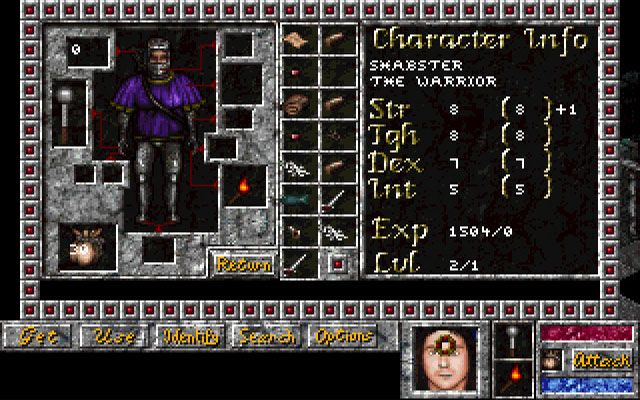 Character Info
SHABSTER
THE WARRIOR
Str 8 ( 8 )+1
Tgh 8 ( 8 )
Dex 7 ( 7 )
Int 5 ( 5 )
Exp 1504/0
Lvl 2/1
0
Return
Get Use Identify Search Options
Attack